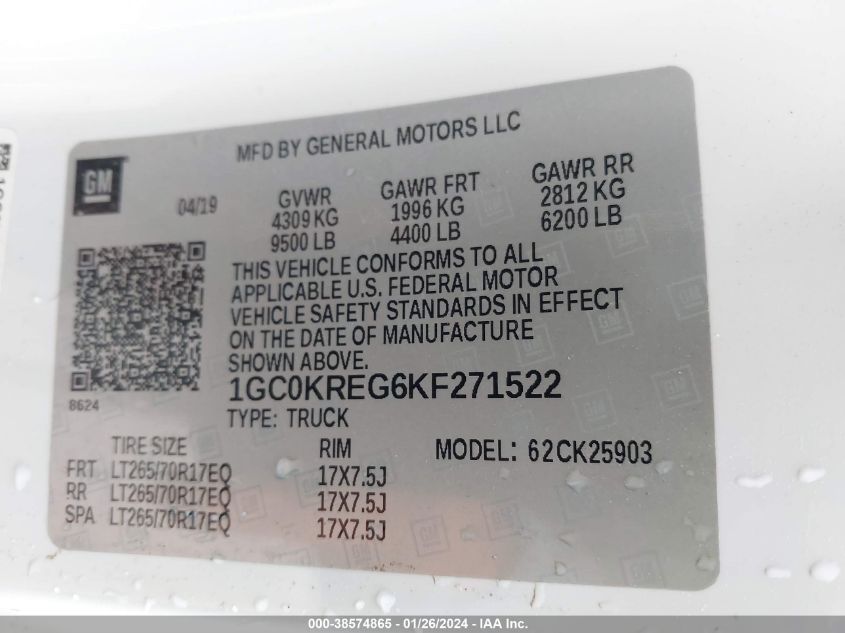 MFD BY GENERAL MOTORS LLC
GM
04/19
GVWR
4309 KG
9500 LB
GAWR FRT
1996 KG
4400 LB
GAWR RR
2812 KG
6200 LB
THIS VEHICLE CONFORMS TO ALL
APPLICABLE U.S. FEDERAL MOTOR
VEHICLE SAFETY STANDARDS IN EFFECT
ON THE DATE OF MANUFACTURE
SHOWN ABOVE.
8624
1GC0KREG6KF271522
TYPE: TRUCK
TIRE SIZE RIM MODEL: 62CK25903
FRT LT265/70R17EQ 17X7.5J
RR LT265/70R17EQ 17X7.5J
SPA LT265/70R17EQ 17X7.5J
000-38574865 - 01/26/2024 - IAA Inc.